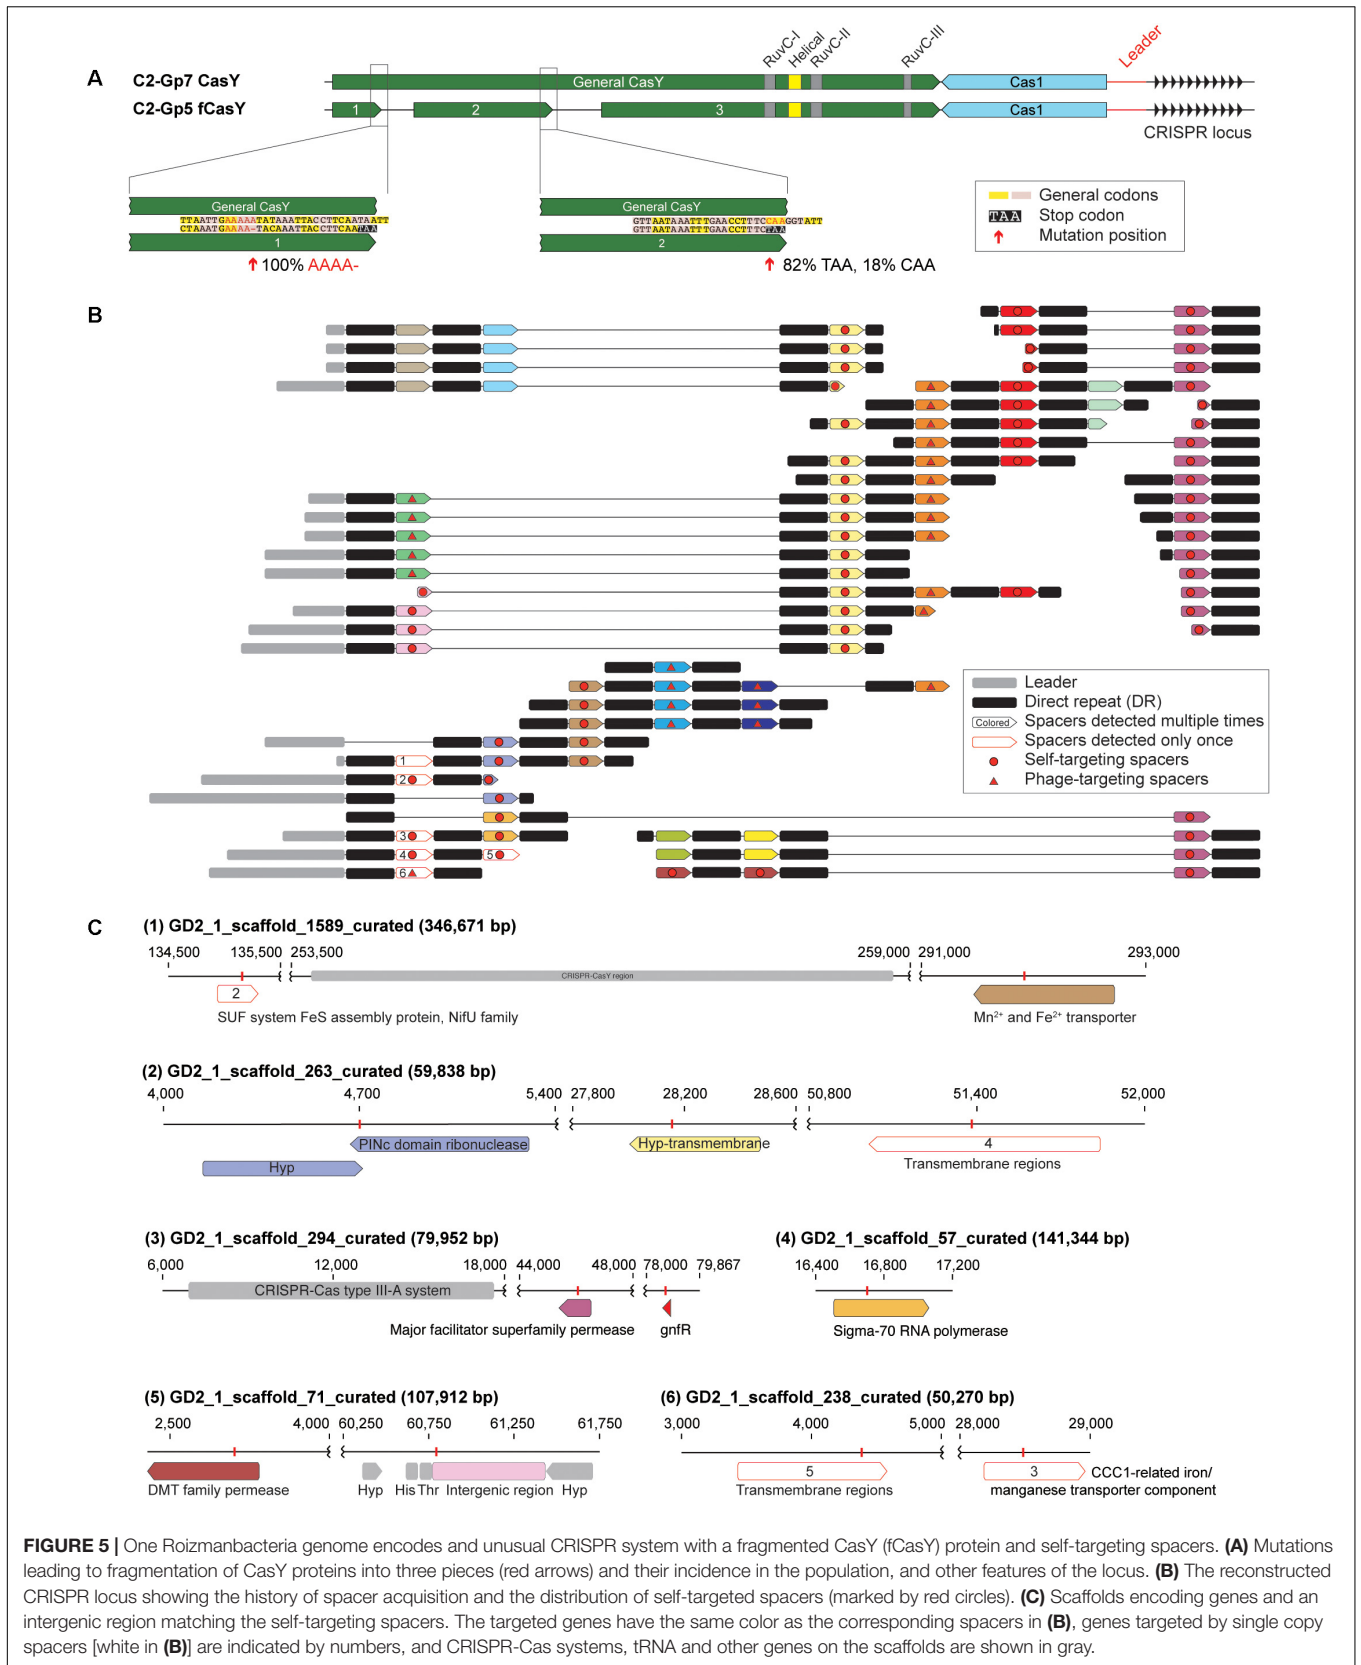 A
RuvC-I
Helical
RuvC-II
RuvC-III
Leader
C2-Gp7 CasY
General CasY
Cas1
C2-Gp5 fCasY
1
2
3
Cas1
CRISPR locus
General CasY
TTAATTGAAAAATATAAATTACCTTCAATAATT
CTAATGAAAA-TACAAATTACCTTCAATAA
1
100% AAAA-
General CasY
GTTAATAAATTTGAACCTTTCCAAGGTATT
GTTAATAAATTTGAACCTTTCTAA
2
82% TAA, 18% CAA
General codons
TAA Stop codon
Mutation position
B
1
2
3
4
5
6
Leader
Direct repeat (DR)
Colored Spacers detected multiple times
Spacers detected only once
Self-targeting spacers
Phage-targeting spacers
C
(1) GD2_1_scaffold_1589_curated (346,671 bp)
134,500 135,500 253,500 259,000 291,000 293,000
CRISPR-CasY region
2
SUF system FeS assembly protein, NifU family
Mn²⁺ and Fe²⁺ transporter
(2) GD2_1_scaffold_263_curated (59,838 bp)
4,000 4,700 5,400 27,800 28,200 28,600 50,800 51,400 52,000
PINc domain ribonuclease
Hyp-transmembrane
4
Hyp
Transmembrane regions
(3) GD2_1_scaffold_294_curated (79,952 bp)
6,000 12,000 18,000 44,000 48,000 78,000 79,867
CRISPR-Cas type III-A system
Major facilitator superfamily permease
gnfR
(4) GD2_1_scaffold_57_curated (141,344 bp)
16,400 16,800 17,200
Sigma-70 RNA polymerase
(5) GD2_1_scaffold_71_curated (107,912 bp)
2,500 4,000 60,250 60,750 61,250 61,750
DMT family permease
Hyp
His Thr
Intergenic region
Hyp
(6) GD2_1_scaffold_238_curated (50,270 bp)
3,000 4,000 5,000 28,000 29,000
5
Transmembrane regions
3
CCC1-related iron/
manganese transporter component
FIGURE 5 | One Roizmanbacteria genome encodes and unusual CRISPR system with a fragmented CasY (fCasY) protein and self-targeting spacers. (A) Mutations
leading to fragmentation of CasY proteins into three pieces (red arrows) and their incidence in the population, and other features of the locus. (B) The reconstructed
CRISPR locus showing the history of spacer acquisition and the distribution of self-targeted spacers (marked by red circles). (C) Scaffolds encoding genes and an
intergenic region matching the self-targeting spacers. The targeted genes have the same color as the corresponding spacers in (B), genes targeted by single copy
spacers [white in (B)] are indicated by numbers, and CRISPR-Cas systems, tRNA and other genes on the scaffolds are shown in gray.